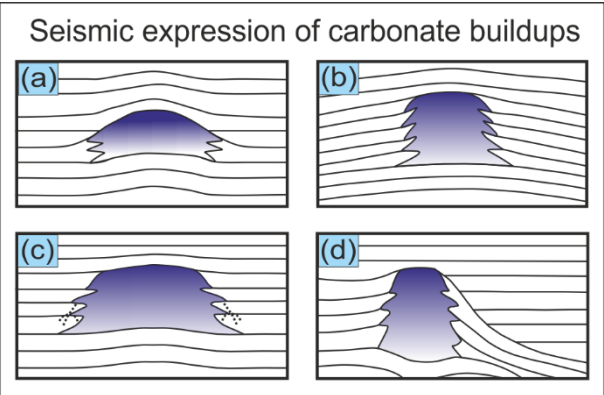 Seismic expression of carbonate buildups
(a)
(b)
(c)
(d)